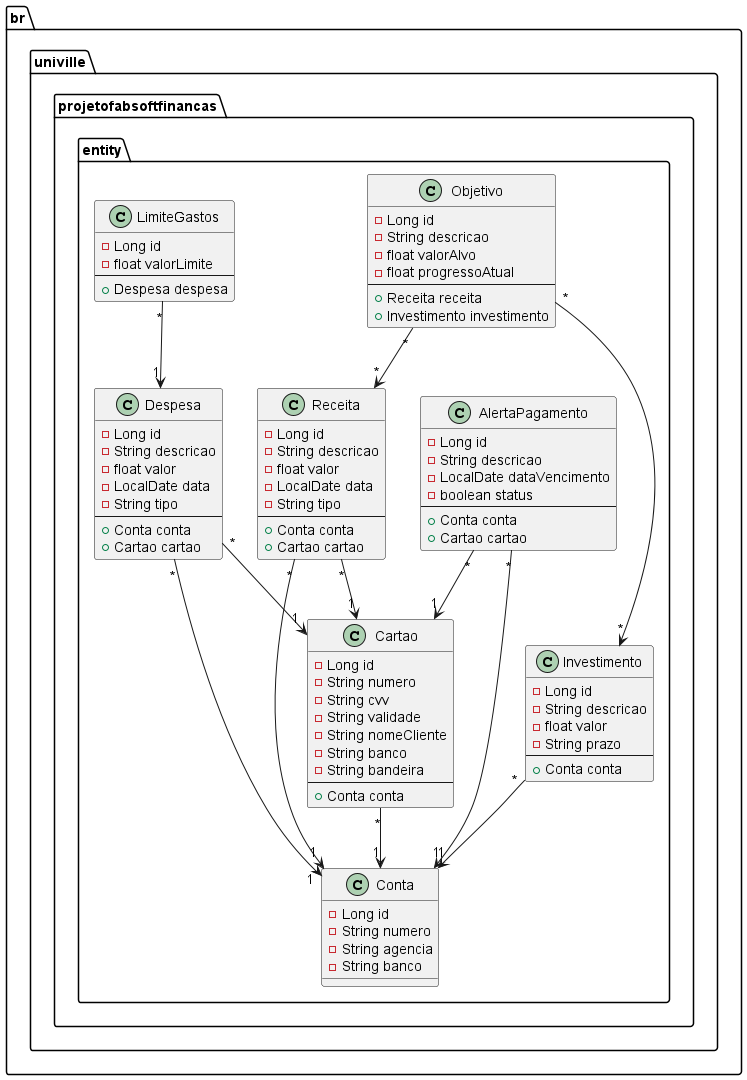 br
univille
projetofabsoftfinancas
entity
C LimiteGastos
Long id
float valorLimite
Despesa despesa
C Objetivo
Long id
String descricao
float valorAlvo
float progressoAtual
Receita receita
Investimento investimento
*
1
*
*
*
*
C Despesa
Long id
String descricao
float valor
LocalDate data
String tipo
Conta conta
Cartao cartao
C Receita
Long id
String descricao
float valor
LocalDate data
String tipo
Conta conta
Cartao cartao
C AlertaPagamento
Long id
String descricao
LocalDate dataVencimento
boolean status
Conta conta
Cartao cartao
*
1
*
*
1
*
*
1
*
C Cartao
Long id
String numero
String cvv
String validade
String nomeCliente
String banco
String bandeira
Conta conta
C Investimento
Long id
String descricao
float valor
String prazo
Conta conta
*
*
1
1
1
1
1
C Conta
Long id
String numero
String agencia
String banco